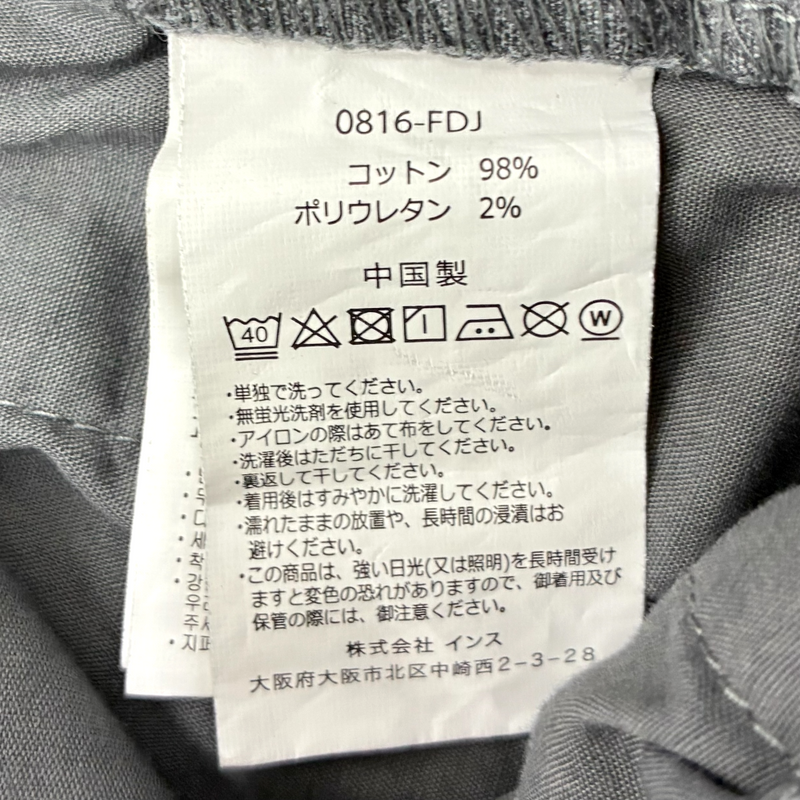 0816-FDJ
コットン 98%
ポリウレタン 2%
中国製
40 W
・単独で洗ってください。
・無蛍光洗剤を使用してください。
・アイロンの際はあて布をしてください。
・洗濯後はただちに干してください。
・裏返して干してください。
・着用後はすみやかに洗濯してください。
・濡れたままの放置や、長時間の浸漬はお
避けください。
・この商品は、強い日光(又は照明)を長時間受け
ますと変色の恐れがありますので、御着用及び
保管の際には、御注意ください。
株式会社 インス
大阪府大阪市北区中崎西2-3-28
세
착
강
우
주
・지퍼